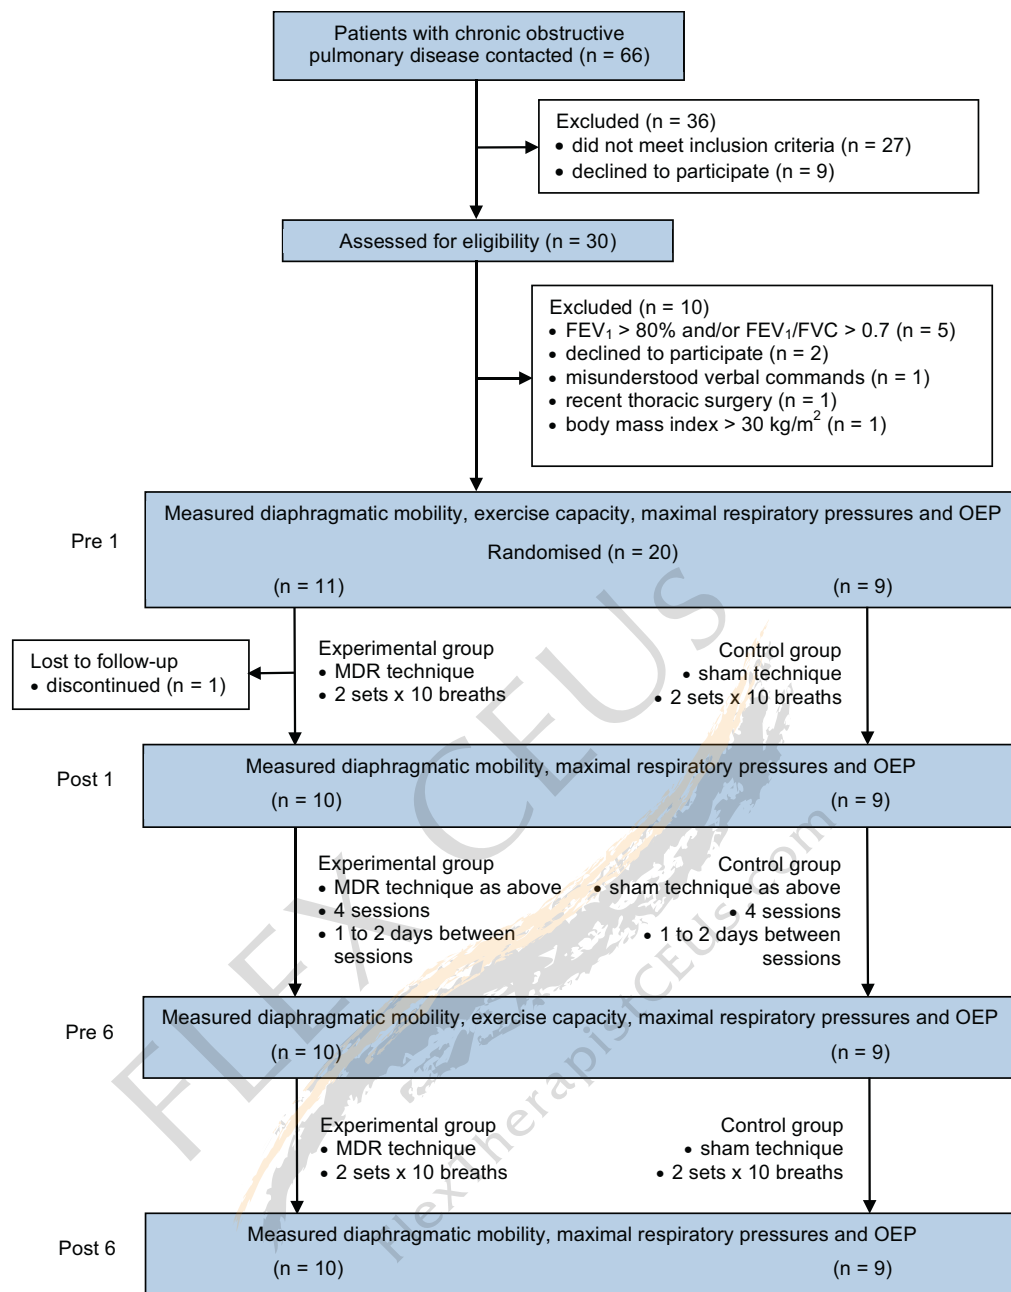 Patients with chronic obstructive
pulmonary disease contacted (n = 66)
Excluded (n = 36)
• did not meet inclusion criteria (n = 27)
• declined to participate (n = 9)
Assessed for eligibility (n = 30)
Excluded (n = 10)
• FEV₁ > 80% and/or FEV₁/FVC > 0.7 (n = 5)
• declined to participate (n = 2)
• misunderstood verbal commands (n = 1)
• recent thoracic surgery (n = 1)
• body mass index > 30 kg/m² (n = 1)
Pre 1
Measured diaphragmatic mobility, exercise capacity, maximal respiratory pressures and OEP
Randomised (n = 20)
(n = 11)
(n = 9)
Lost to follow-up
• discontinued (n = 1)
Experimental group
• MDR technique
• 2 sets x 10 breaths
Control group
• sham technique
• 2 sets x 10 breaths
Post 1
Measured diaphragmatic mobility, maximal respiratory pressures and OEP
(n = 10)
(n = 9)
Experimental group
• MDR technique as above
• 4 sessions
• 1 to 2 days between
sessions
Control group
• sham technique as above
• 4 sessions
• 1 to 2 days between
sessions
Pre 6
Measured diaphragmatic mobility, exercise capacity, maximal respiratory pressures and OEP
(n = 10)
(n = 9)
Experimental group
• MDR technique
• 2 sets x 10 breaths
Control group
• sham technique
• 2 sets x 10 breaths
Post 6
Measured diaphragmatic mobility, maximal respiratory pressures and OEP
(n = 10)
(n = 9)
FLEX CEUs
flexTherapistCEUs.com